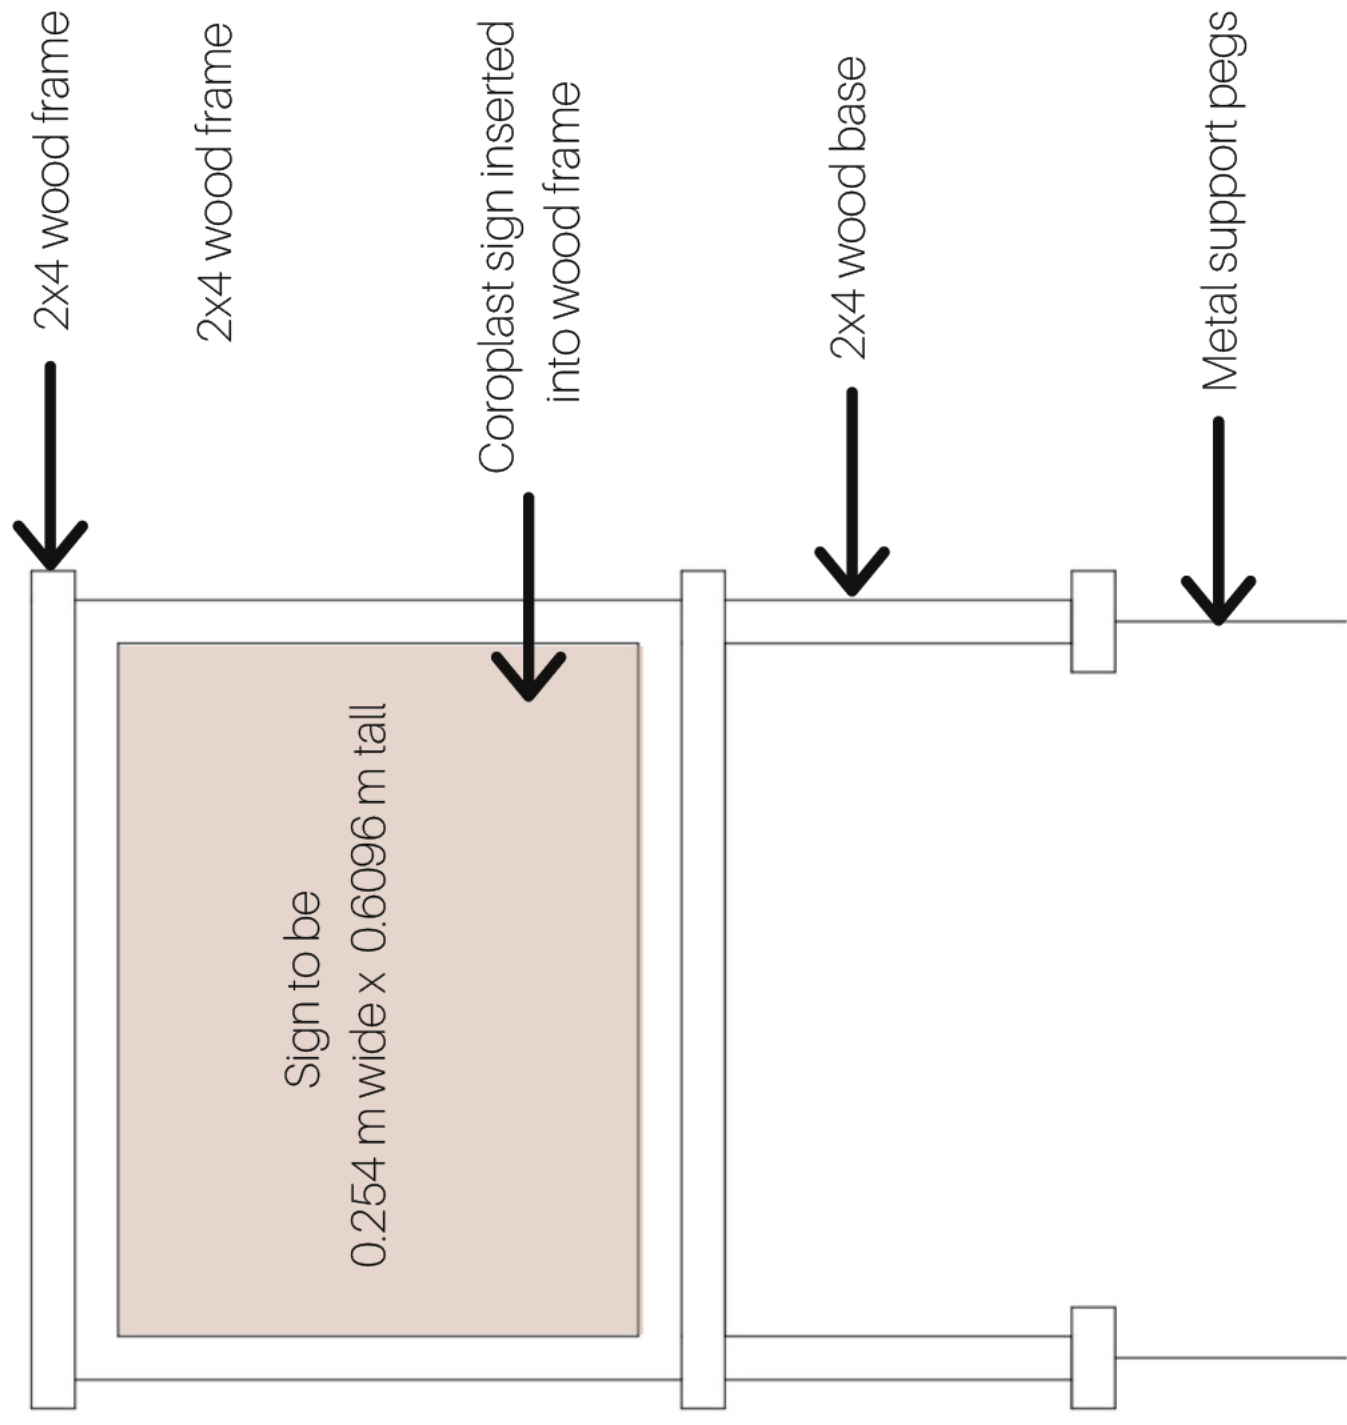 2x4 wood frame
2x4 wood frame
Coroplast sign inserted
into wood frame
Sign to be
0.254 m wide x 0.6096 m tall
2x4 wood base
Metal support pegs